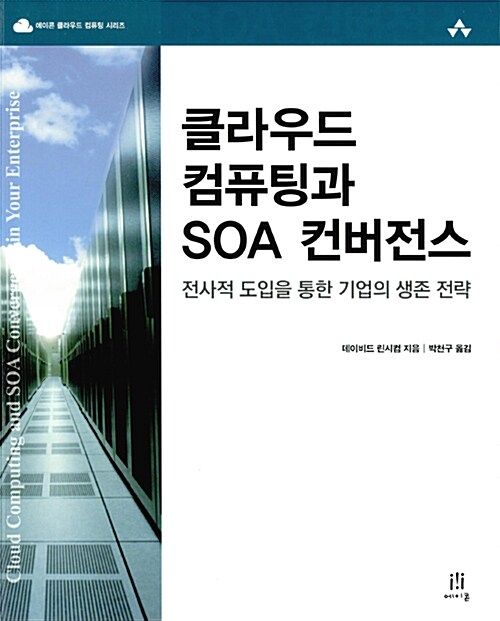 에이콘 클라우드 컴퓨팅 시리즈
클라우드
컴퓨팅과
SOA 컨버전스
전사적 도입을 통한 기업의 생존 전략
데이비드 린시컴 지음 | 박천구 옮김
Cloud Computing and SOA Convergence in Your Enterprise
에이콘